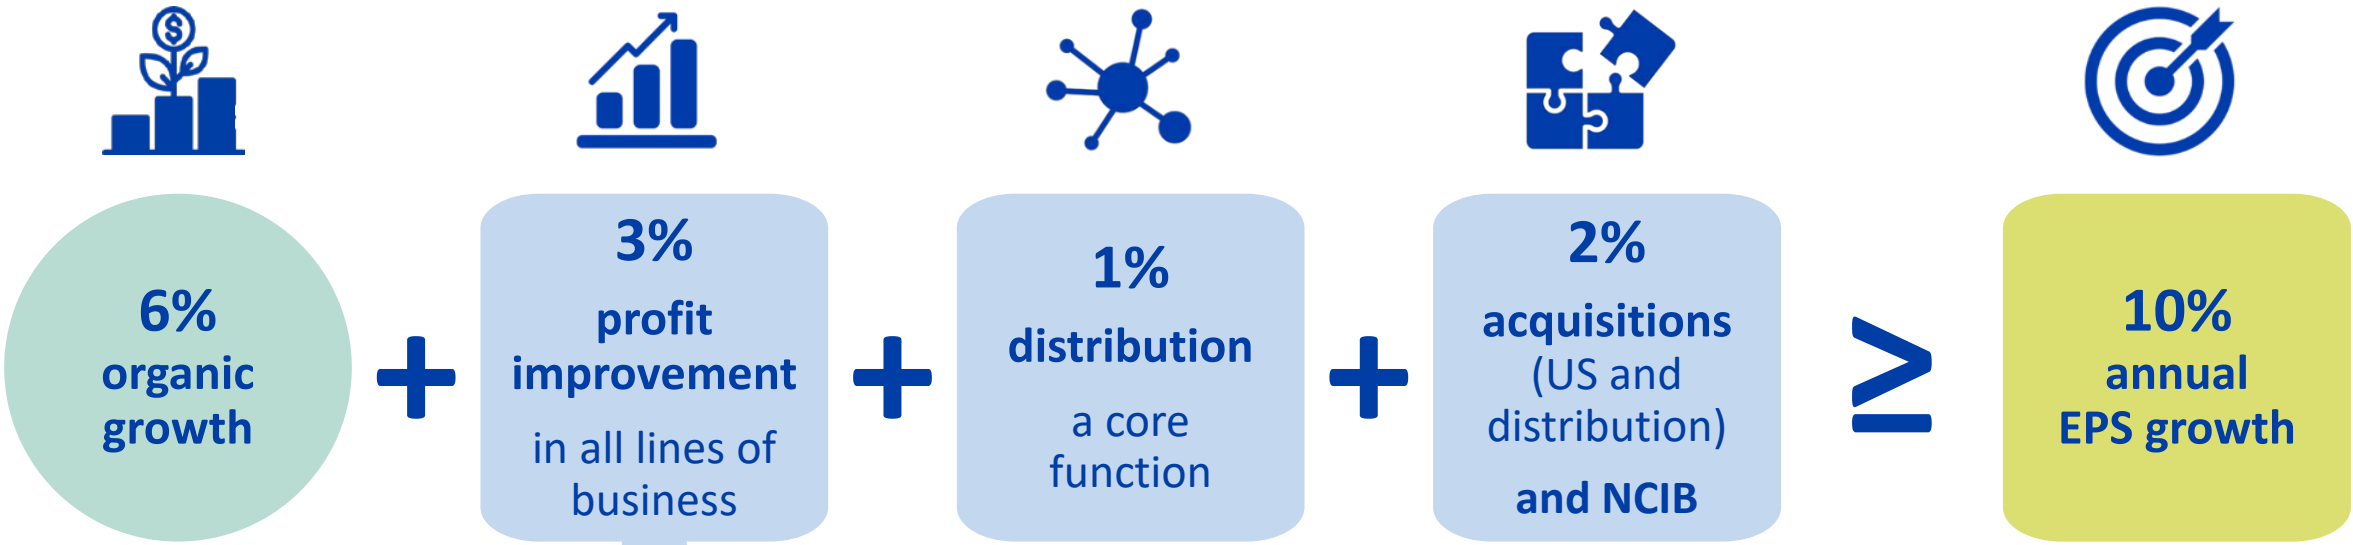 $
6%
organic
growth
+
3%
profit
improvement
in all lines of
business
+
1%
distribution
a core
function
+
2%
acquisitions
(US and
distribution)
and NCIB
≥
10%
annual
EPS growth